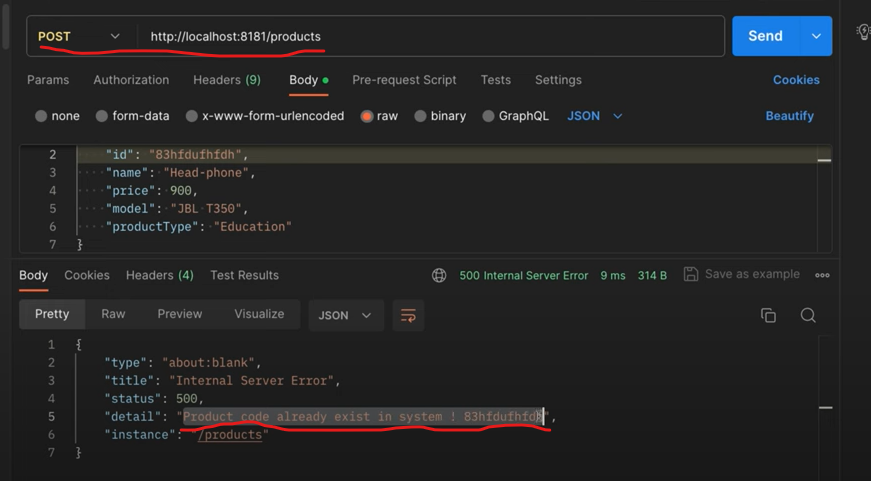 POST http://localhost:8181/products Send
Params Authorization Headers (9) Body Pre-request Script Tests Settings Cookies
none form-data x-www-form-urlencoded raw binary GraphQL JSON Beautify
2 "id": "83hfdufhfdh",
3 "name": "Head-phone",
4 "price": 900,
5 "model": "JBL T350",
6 "productType": "Education"
7 }
Body Cookies Headers (4) Test Results 500 Internal Server Error 9 ms 314 B Save as example
Pretty Raw Preview Visualize JSON
1 {
2 "type": "about:blank",
3 "title": "Internal Server Error",
4 "status": 500,
5 "detail": "Product code already exist in system ! 83hfdufhfdh",
6 "instance": "/products"
7 }